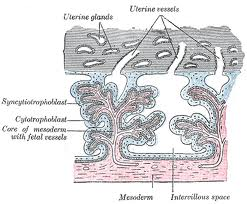 Uterine vessels
Uterine glands
Syncytiotrophoblast
Cytotrophoblast
Core of mesoderm
with fetal vessels
Mesoderm
Intervillous space